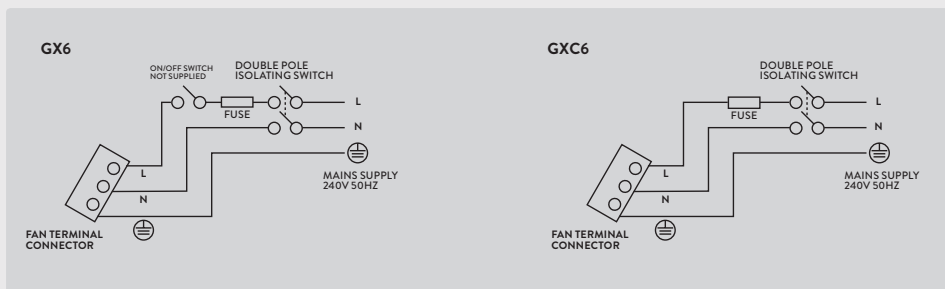 GX6
ON/OFF SWITCH
NOT SUPPLIED
DOUBLE POLE
ISOLATING SWITCH
L
FUSE
N
L
MAINS SUPPLY
240V 50HZ
N
FAN TERMINAL
CONNECTOR
GXC6
DOUBLE POLE
ISOLATING SWITCH
L
FUSE
N
L
MAINS SUPPLY
240V 50HZ
N
FAN TERMINAL
CONNECTOR